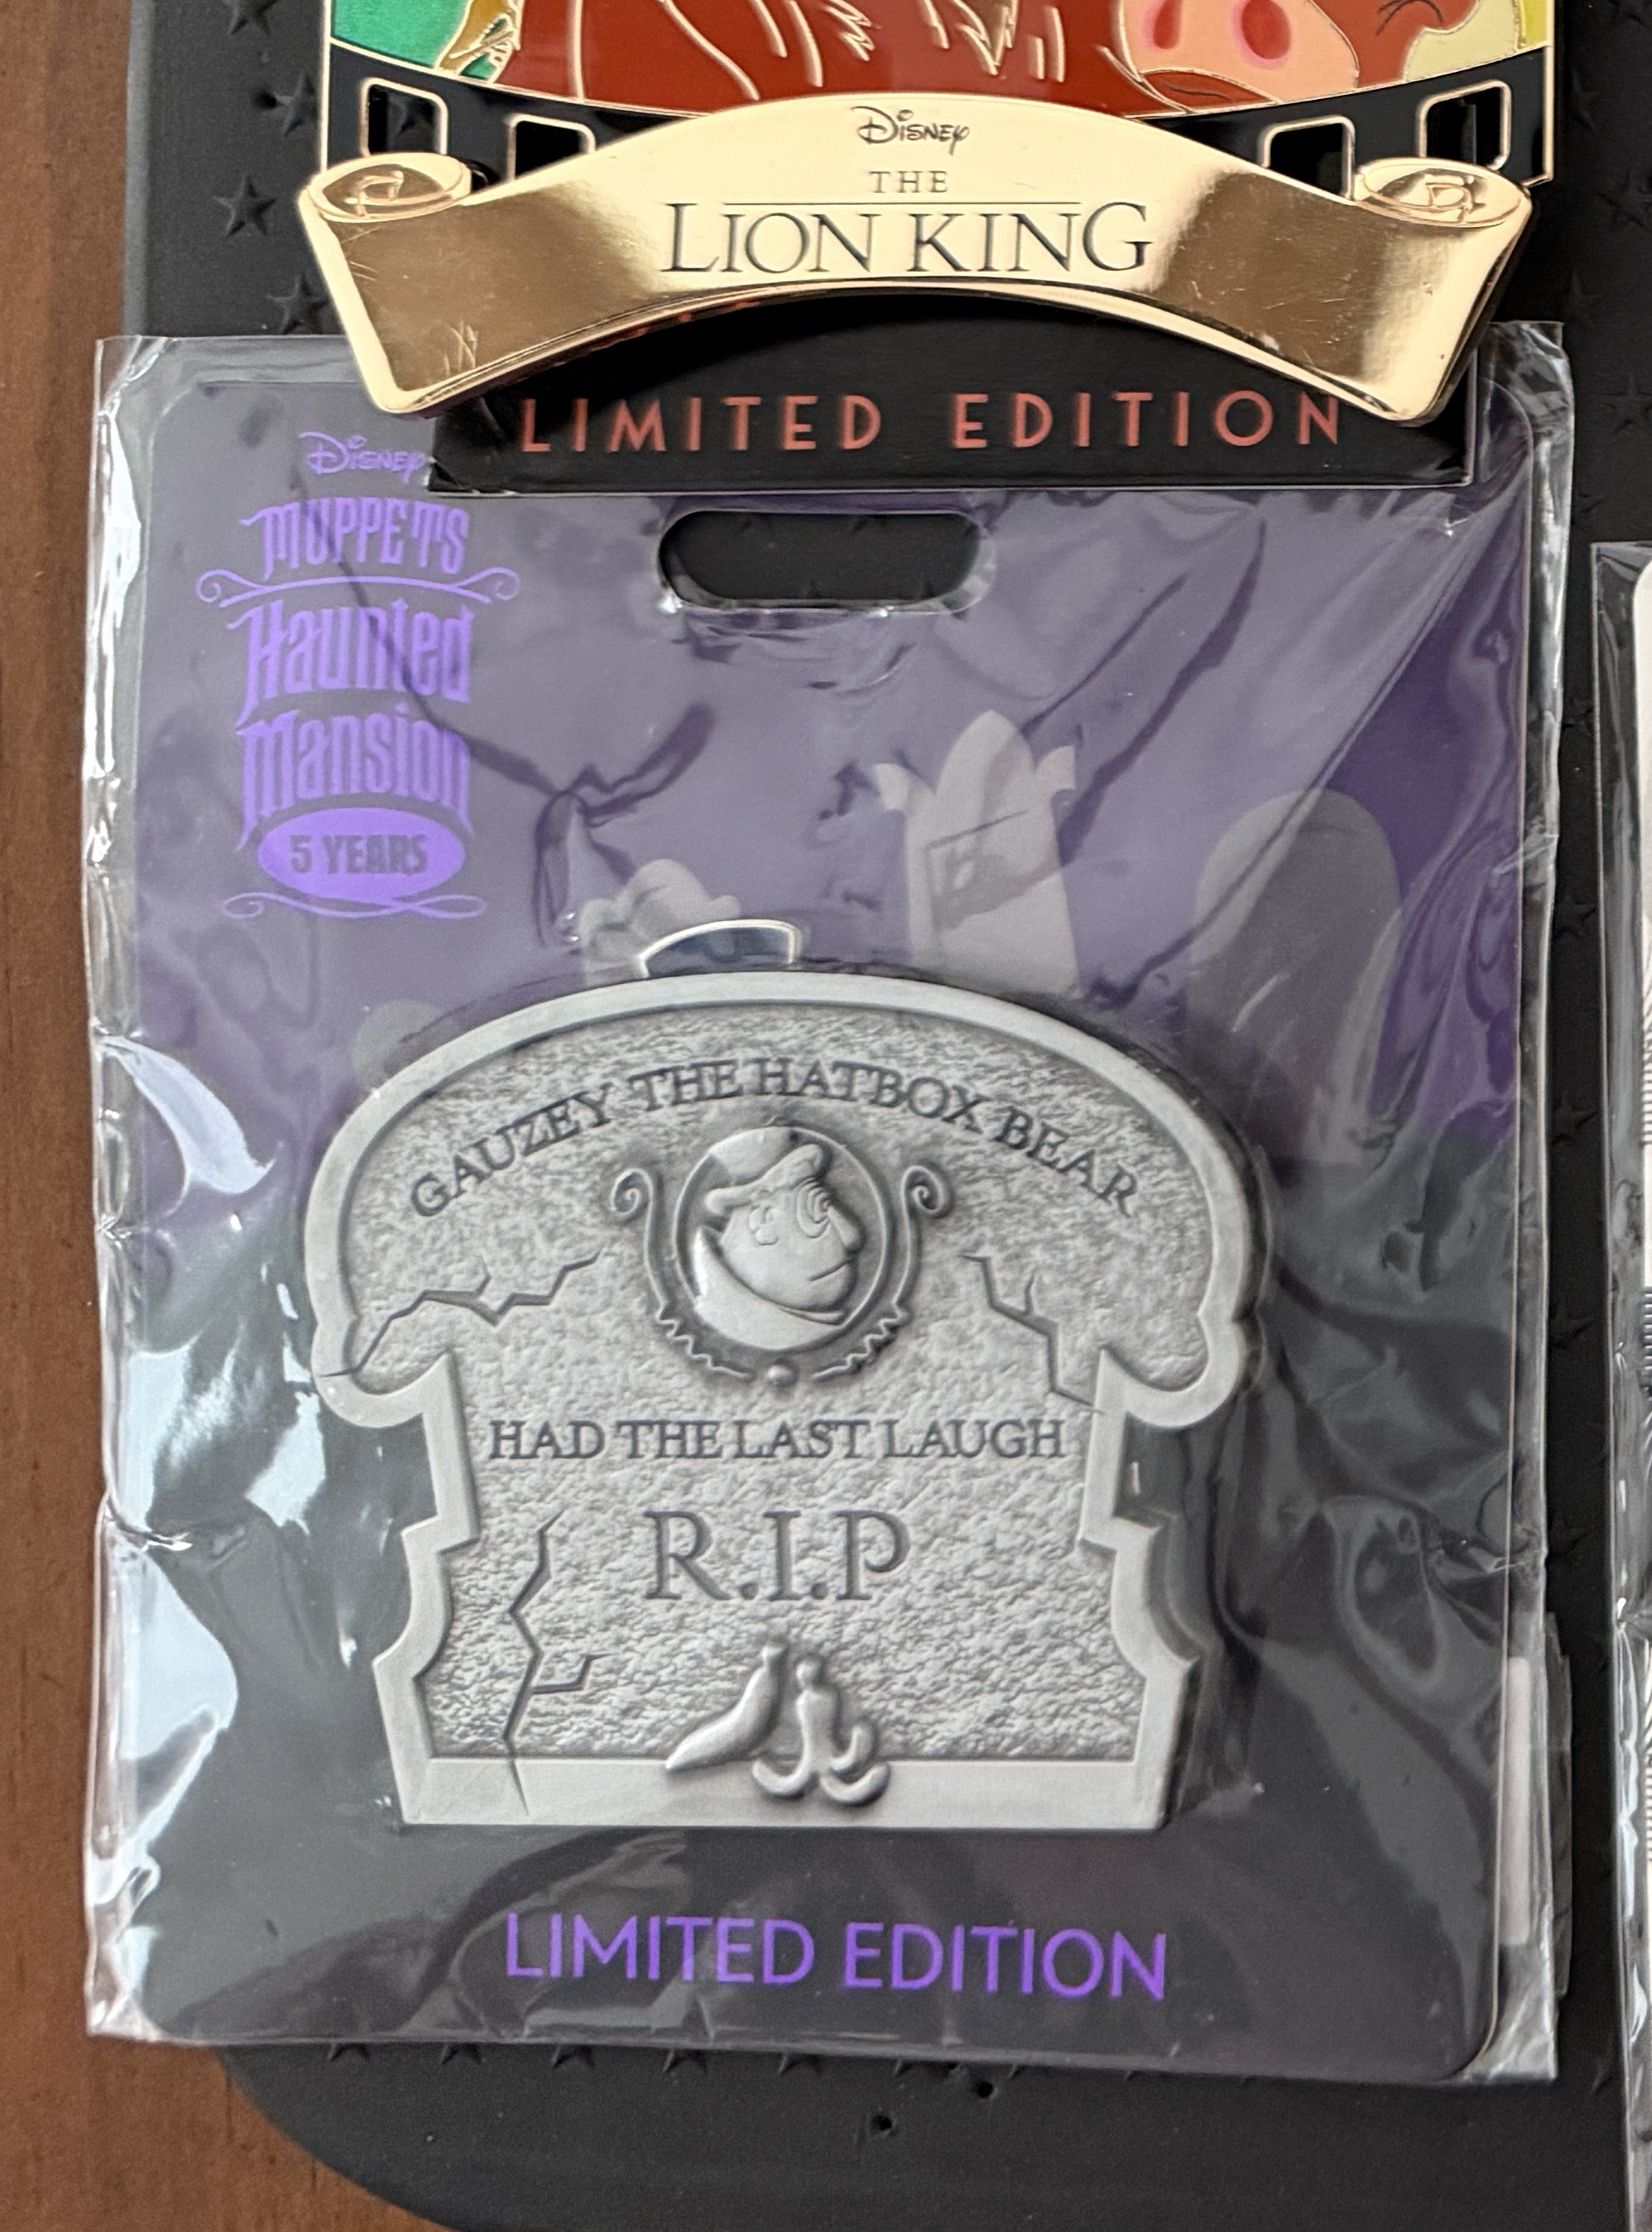 Disney
THE
LION KING
LIMITED EDITION
Disney
MUPPETS
Haunted
Mansion
5 YEARS
GAUZEY THE HATBOX BEAR
HAD THE LAST LAUGH
R.I.P
LIMITED EDITION